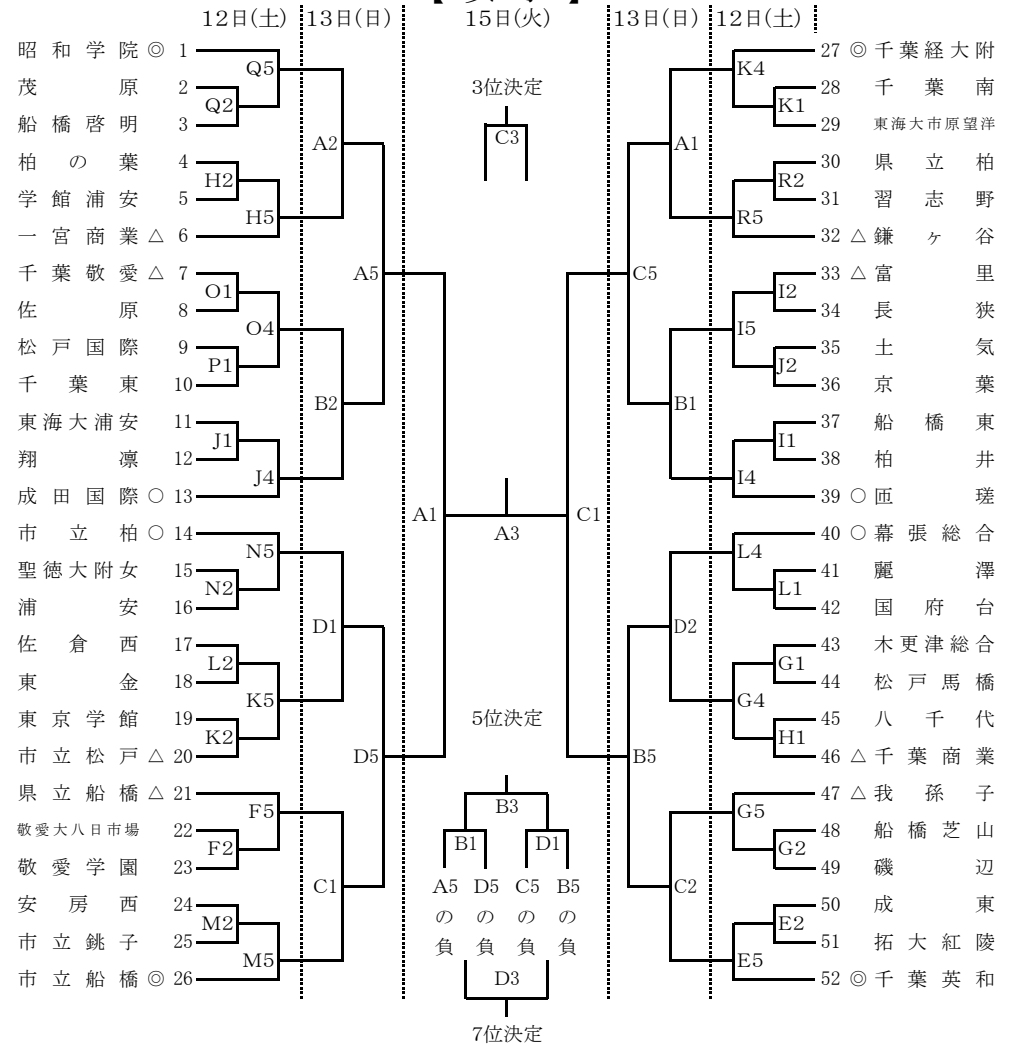 12日(土) 13日(日) 15日(火) 13日(日) 12日(土)
昭和学院 ◎ 1
茂原 2
船橋啓明 3
柏の葉 4
学館浦安 5
一宮商業 △ 6
千葉敬愛 △ 7
佐原 8
松戸国際 9
千葉東 10
東海大浦安 11
翔凛 12
成田国際 ○ 13
市立柏 ○ 14
聖徳大附女 15
浦安 16
佐倉西 17
東金 18
東京学館 19
市立松戸 △ 20
県立船橋 △ 21
敬愛大八日市場 22
敬愛学園 23
安房西 24
市立銚子 25
市立船橋 ◎ 26
Q5
Q2
H2
H5
O1
O4
P1
J1
J4
N5
N2
L2
K5
K2
F5
F2
M2
M5
A2
B2
D1
C1
A5
D5
A1
3位決定
C3
A3
5位決定
B3
B1 D1
A5 D5 C5 B5
の の の の
負 負 負 負
D3
7位決定
C1
C5
B5
A1
B1
D2
C2
K4
K1
R2
R5
I2
I5
J2
I1
I4
L4
L1
G1
G4
H1
G5
G2
E2
E5
27 ◎ 千葉経大附
28 千葉南
29 東海大市原望洋
30 県立柏
31 習志野
32 △ 鎌ヶ谷
33 △ 富里
34 長狭
35 土気
36 京葉
37 船橋東
38 柏井
39 ○ 匝瑳
40 ○ 幕張総合
41 麗澤
42 国府台
43 木更津総合
44 松戸馬橋
45 八千代
46 △ 千葉商業
47 △ 我孫子
48 船橋芝山
49 磯辺
50 成東
51 拓大紅陵
52 ◎ 千葉英和